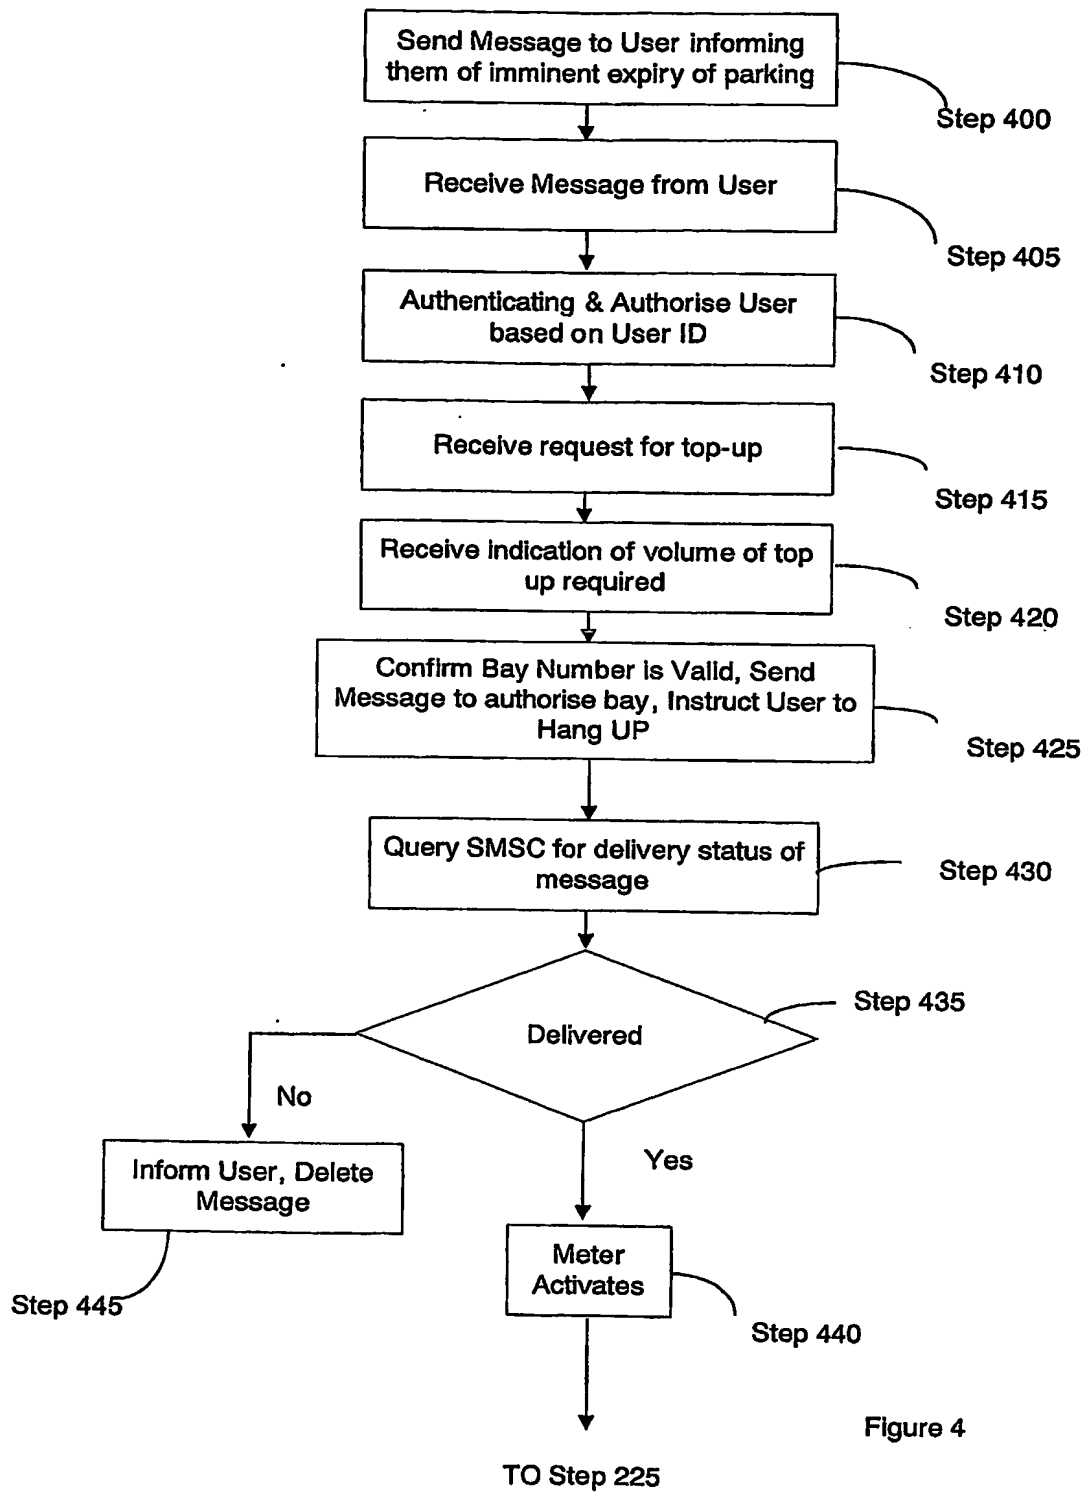 Send Message to User informing
them of imminent expiry of parking
Step 400
Receive Message from User
Step 405
Authenticating & Authorise User
based on User ID
Step 410
Receive request for top-up
Step 415
Receive indication of volume of top
up required
Step 420
Confirm Bay Number is Valid, Send
Message to authorise bay, Instruct User to
Hang UP
Step 425
Query SMSC for delivery status of
message
Step 430
Delivered
Step 435
No
Yes
Inform User, Delete
Message
Step 445
Meter
Activates
Step 440
Figure 4
TO Step 225